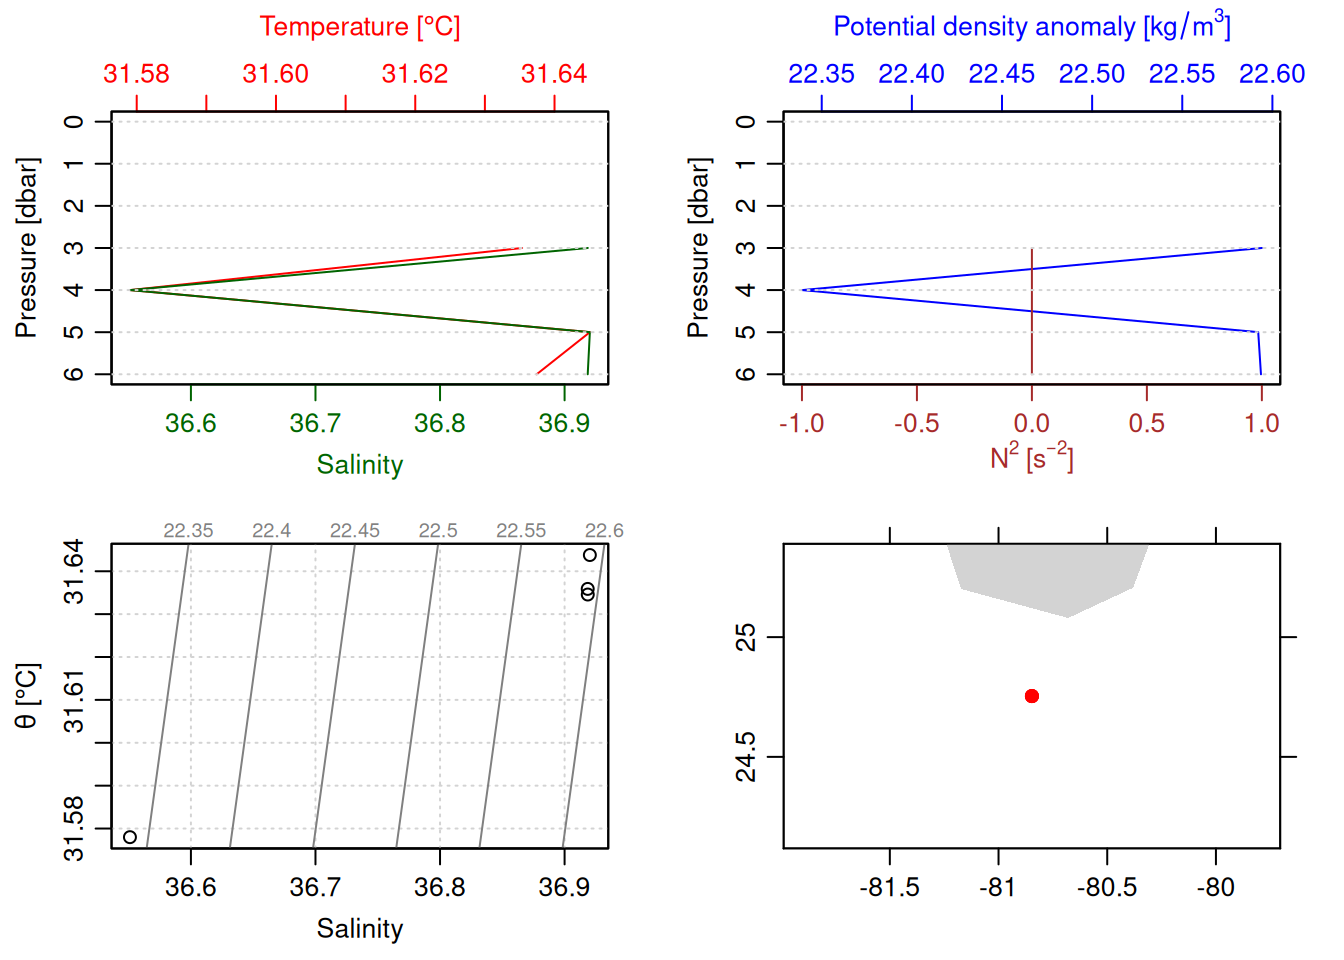 Temperature [°C]
31.58 31.60 31.62 31.64
Pressure [dbar]
0
1
2
3
4
5
6
36.6 36.7 36.8 36.9
Salinity
Potential density anomaly [kg/m³]
22.35 22.40 22.45 22.50 22.55 22.60
Pressure [dbar]
0
1
2
3
4
5
6
-1.0 -0.5 0.0 0.5 1.0
N² [s⁻²]
22.35 22.4 22.45 22.5 22.55 22.6
θ [°C]
31.64
31.61
31.58
36.6 36.7 36.8 36.9
Salinity
25
24.5
-81.5 -81 -80.5 -80